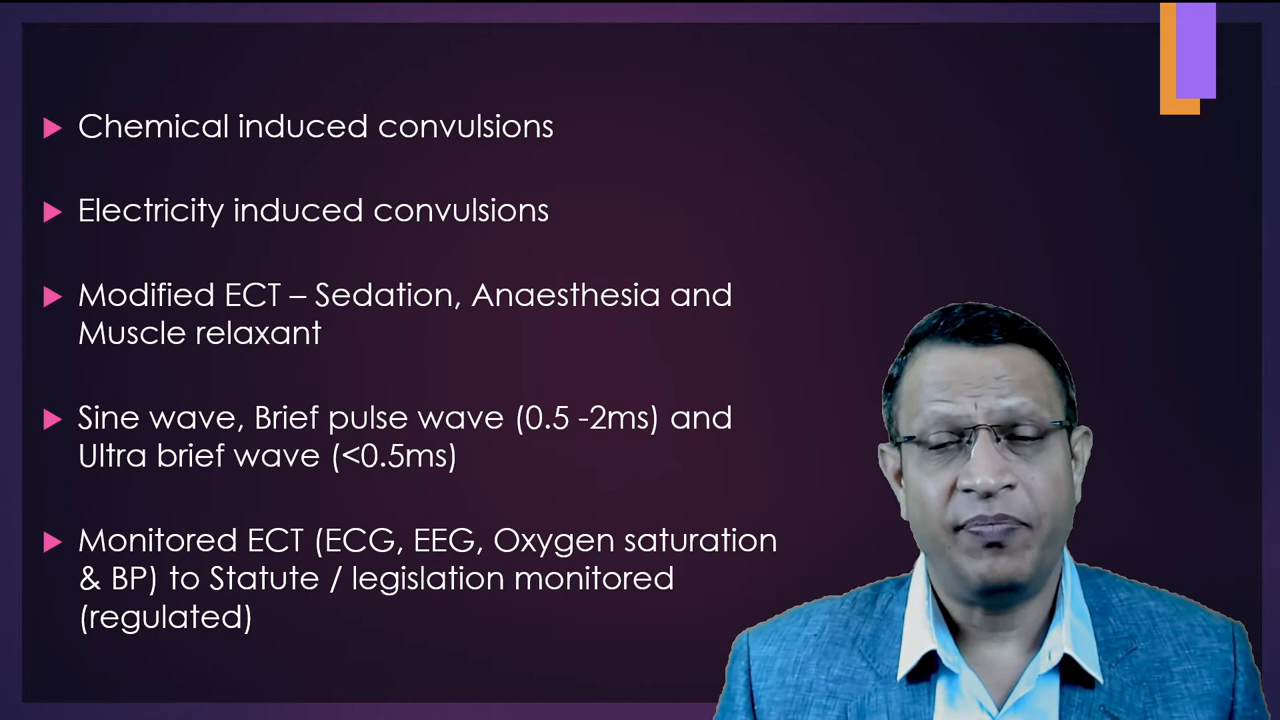 Chemical induced convulsions
Electricity induced convulsions
Modified ECT – Sedation, Anaesthesia and
Muscle relaxant
Sine wave, Brief pulse wave (0.5 -2ms) and
Ultra brief wave (<0.5ms)
Monitored ECT (ECG, EEG, Oxygen saturation
& BP) to Statute / legislation monitored
(regulated)